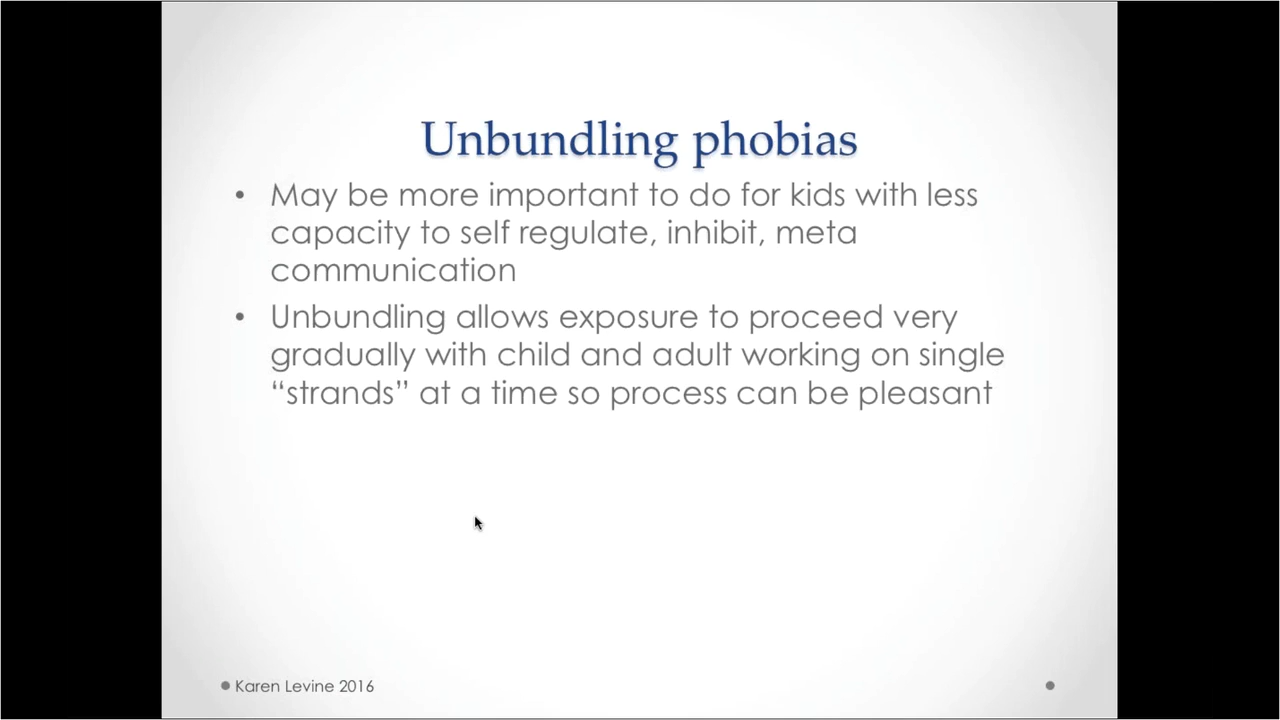 Unbundling phobias
• May be more important to do for kids with less
capacity to self regulate, inhibit, meta
communication
• Unbundling allows exposure to proceed very
gradually with child and adult working on single
“strands” at a time so process can be pleasant
Karen Levine 2016